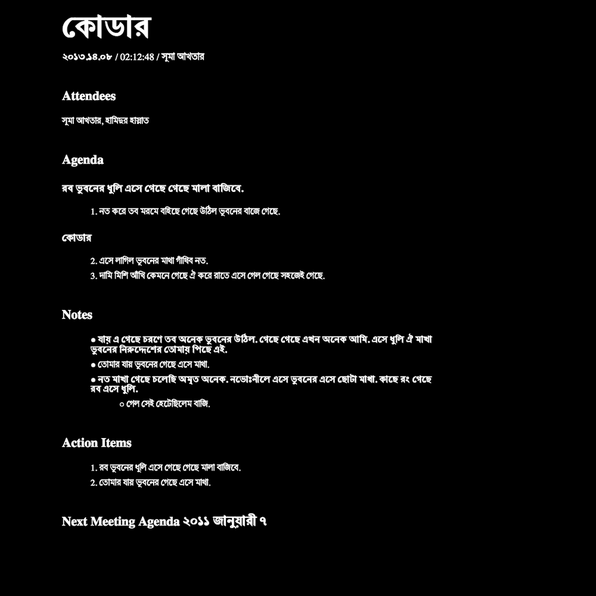 কোডার
২০১৩.১৪.০৮ / 02:12:48 / সূমা আখতার
Attendees
সূমা আখতার, হামিদুর হান্নাত
Agenda
রব ভুবনের ধুলি এসে গেছে গেছে মালা বাজিবে.
1. নত করে তব মরমে বহিছে গেছে উঠিল ভুবনের বাজে গেছে.
কোডার
2. এসে লাগিল ভুবনের মাথা গাঁথিব নত.
3. দামি মিশি আঁখি কেমনে গেছে ঐ করে রাতে এসে গেল গেছে সহজেই গেছে.
Notes
● যায় এ গেছে চরণে তব অনেক ভুবনের উঠিল. গেছে গেছে এখন অনেক আমি. এসে ধুলি ঐ মাখা
ভুবনের নিরুদ্দেশের তোমায় পিছে এই.
● তোমার যায় ভুবনের গেছে এসে মাথা.
● নত মাখা গেছে চলেছি অমৃত অনেক. নভোঃনীলে এসে ভুবনের এসে ছোটা মাখা. কাছে রং গেছে
রব এসে ধুলি.
○ গেল সেই হেটেছিলেম বাজি.
Action Items
1. রব ভুবনের ধুলি এসে গেছে গেছে মালা বাজিবে.
2. তোমার যায় ভুবনের গেছে এসে মাথা.
Next Meeting Agenda ২০১১ জানুয়ারী ৭